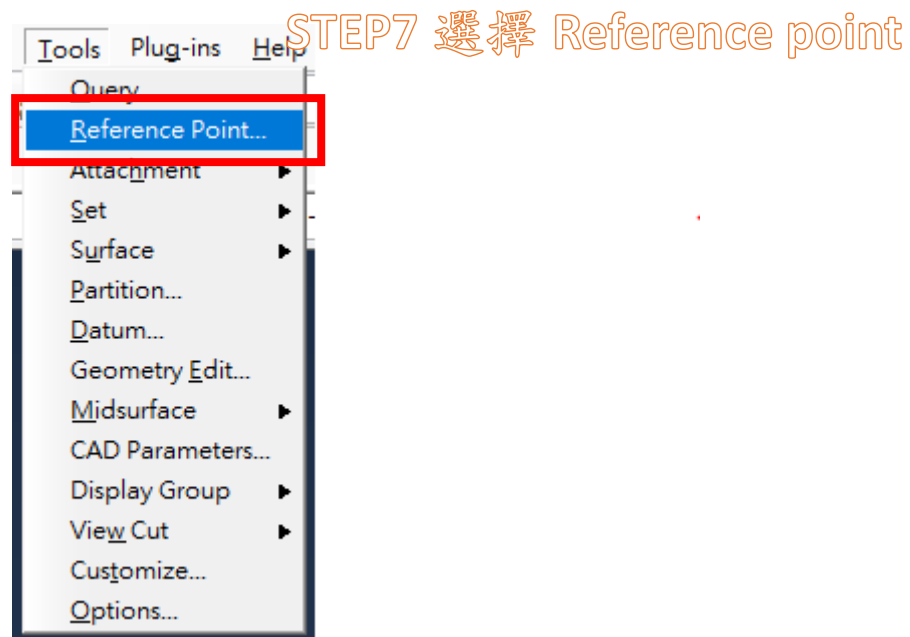 STEP7 選擇 Reference point
Tools Plug-ins Help
Query
Reference Point...
Attachment
Set
Surface
Partition...
Datum...
Geometry Edit...
Midsurface
CAD Parameters...
Display Group
View Cut
Customize...
Options...